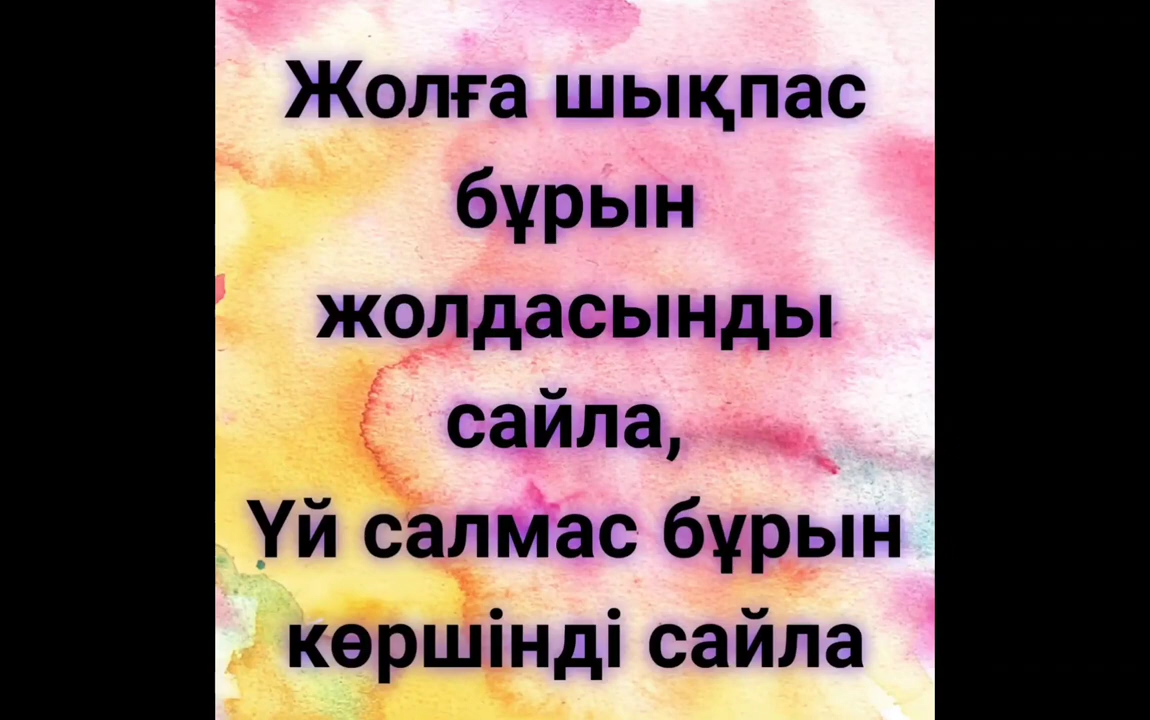 Жолға шықпас
бұрын
жолдасынды
сайла,
Үй салмас бұрын
көршінді сайла